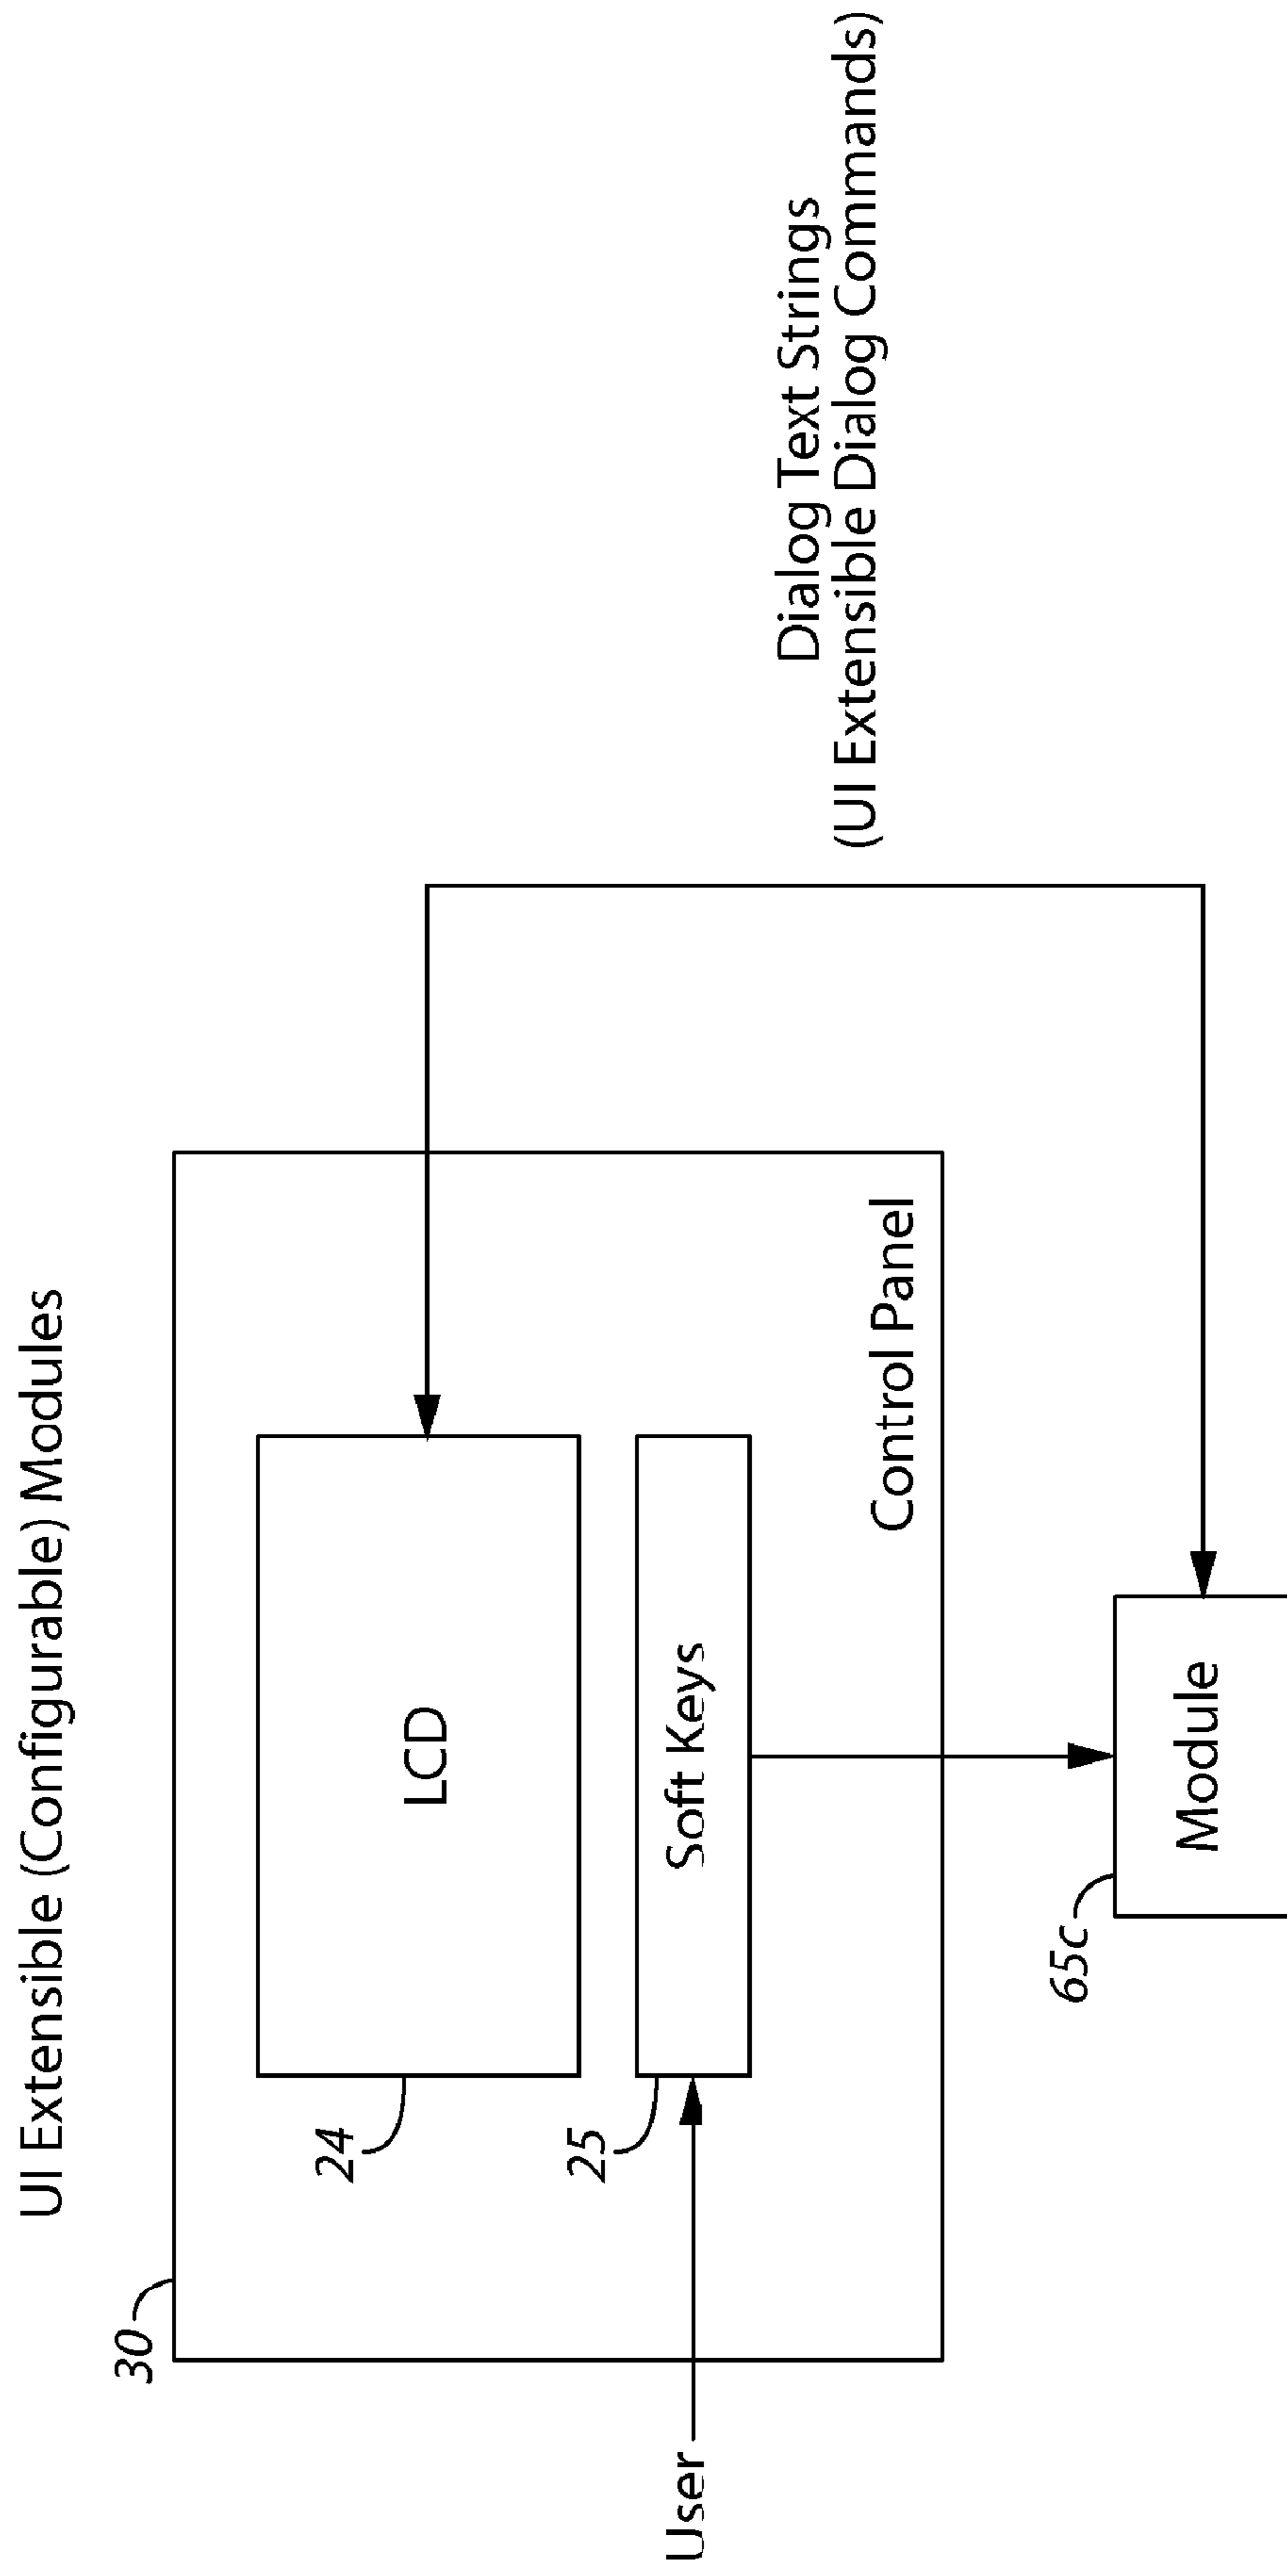 UI Extensible (Configurable) Modules
30
24
LCD
25
Soft Keys
User
Control Panel
Dialog Text Strings
(UI Extensible Dialog Commands)
65c
Module